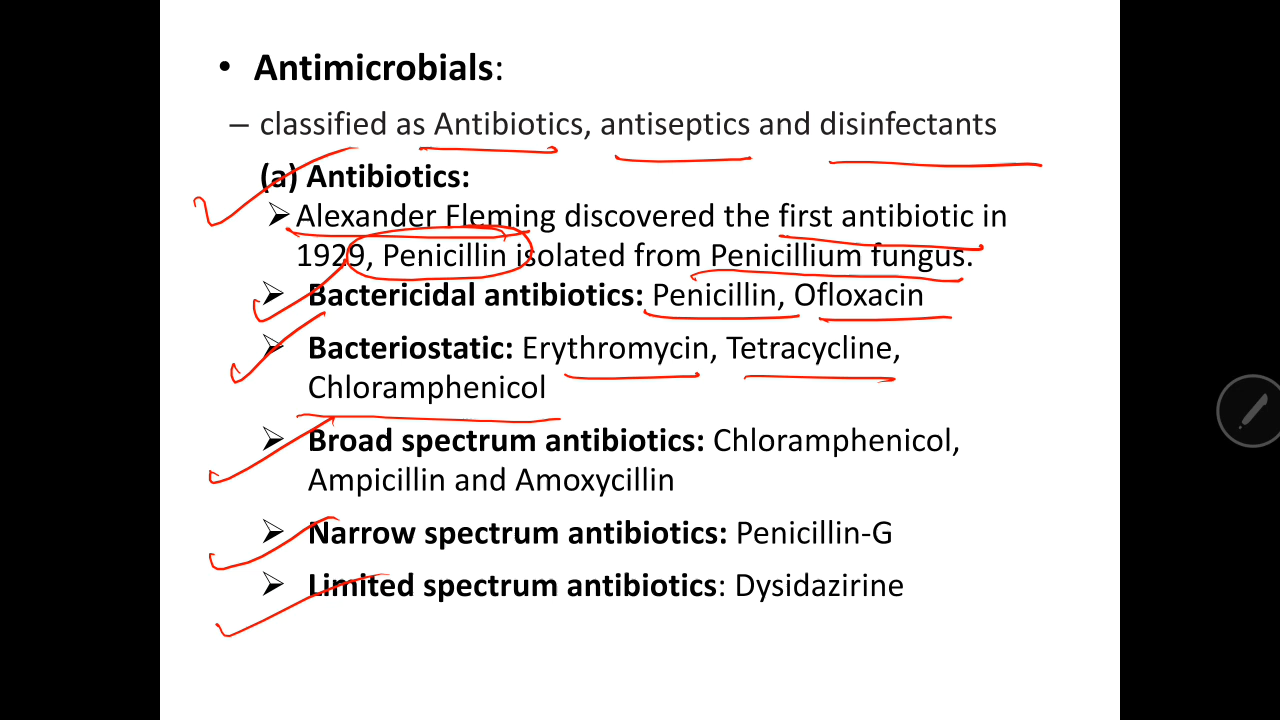 • Antimicrobials:
– classified as Antibiotics, antiseptics and disinfectants
(a) Antibiotics:
➢ Alexander Fleming discovered the first antibiotic in
1929, Penicillin isolated from Penicillium fungus.
➢ Bactericidal antibiotics: Penicillin, Ofloxacin
➢ Bacteriostatic: Erythromycin, Tetracycline,
Chloramphenicol
➢ Broad spectrum antibiotics: Chloramphenicol,
Ampicillin and Amoxycillin
➢ Narrow spectrum antibiotics: Penicillin-G
➢ Limited spectrum antibiotics: Dysidazirine